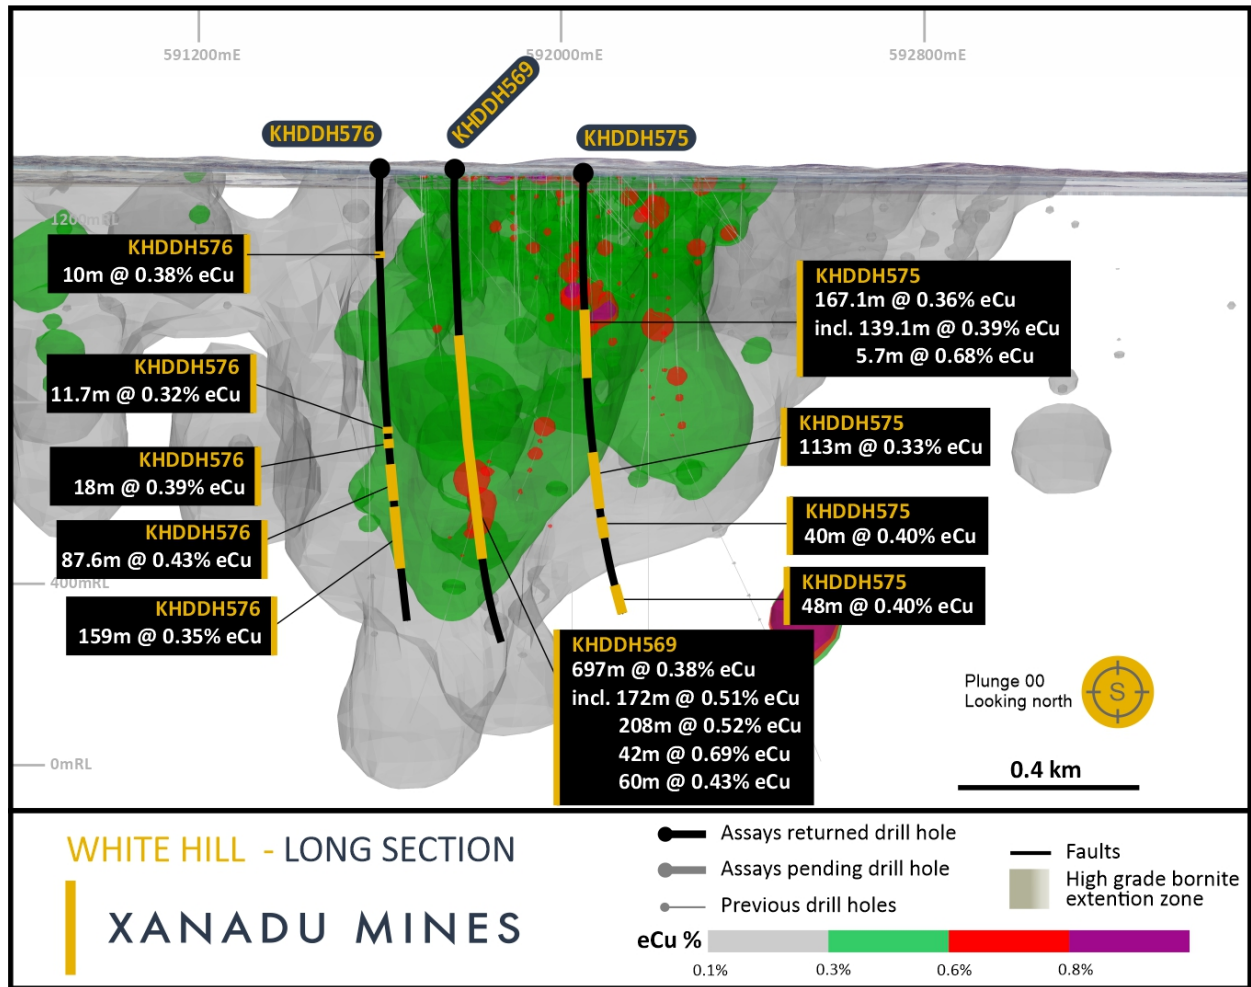 591200mE
592000mE
592800mE
KHDDH576
KHDDH569
KHDDH575
1200mRL
KHDDH576
10m @ 0.38% eCu
KHDDH575
167.1m @ 0.36% eCu
incl. 139.1m @ 0.39% eCu
5.7m @ 0.68% eCu
KHDDH576
11.7m @ 0.32% eCu
KHDDH575
113m @ 0.33% eCu
KHDDH576
18m @ 0.39% eCu
KHDDH575
40m @ 0.40% eCu
KHDDH576
87.6m @ 0.43% eCu
400mRL
KHDDH575
48m @ 0.40% eCu
KHDDH576
159m @ 0.35% eCu
KHDDH569
697m @ 0.38% eCu
incl. 172m @ 0.51% eCu
208m @ 0.52% eCu
42m @ 0.69% eCu
60m @ 0.43% eCu
Plunge 00
Looking north
S
0mRL
0.4 km
WHITE HILL - LONG SECTION
XANADU MINES
Assays returned drill hole
Assays pending drill hole
Previous drill holes
Faults
High grade bornite
extention zone
eCu %
0.1%
0.3%
0.6%
0.8%